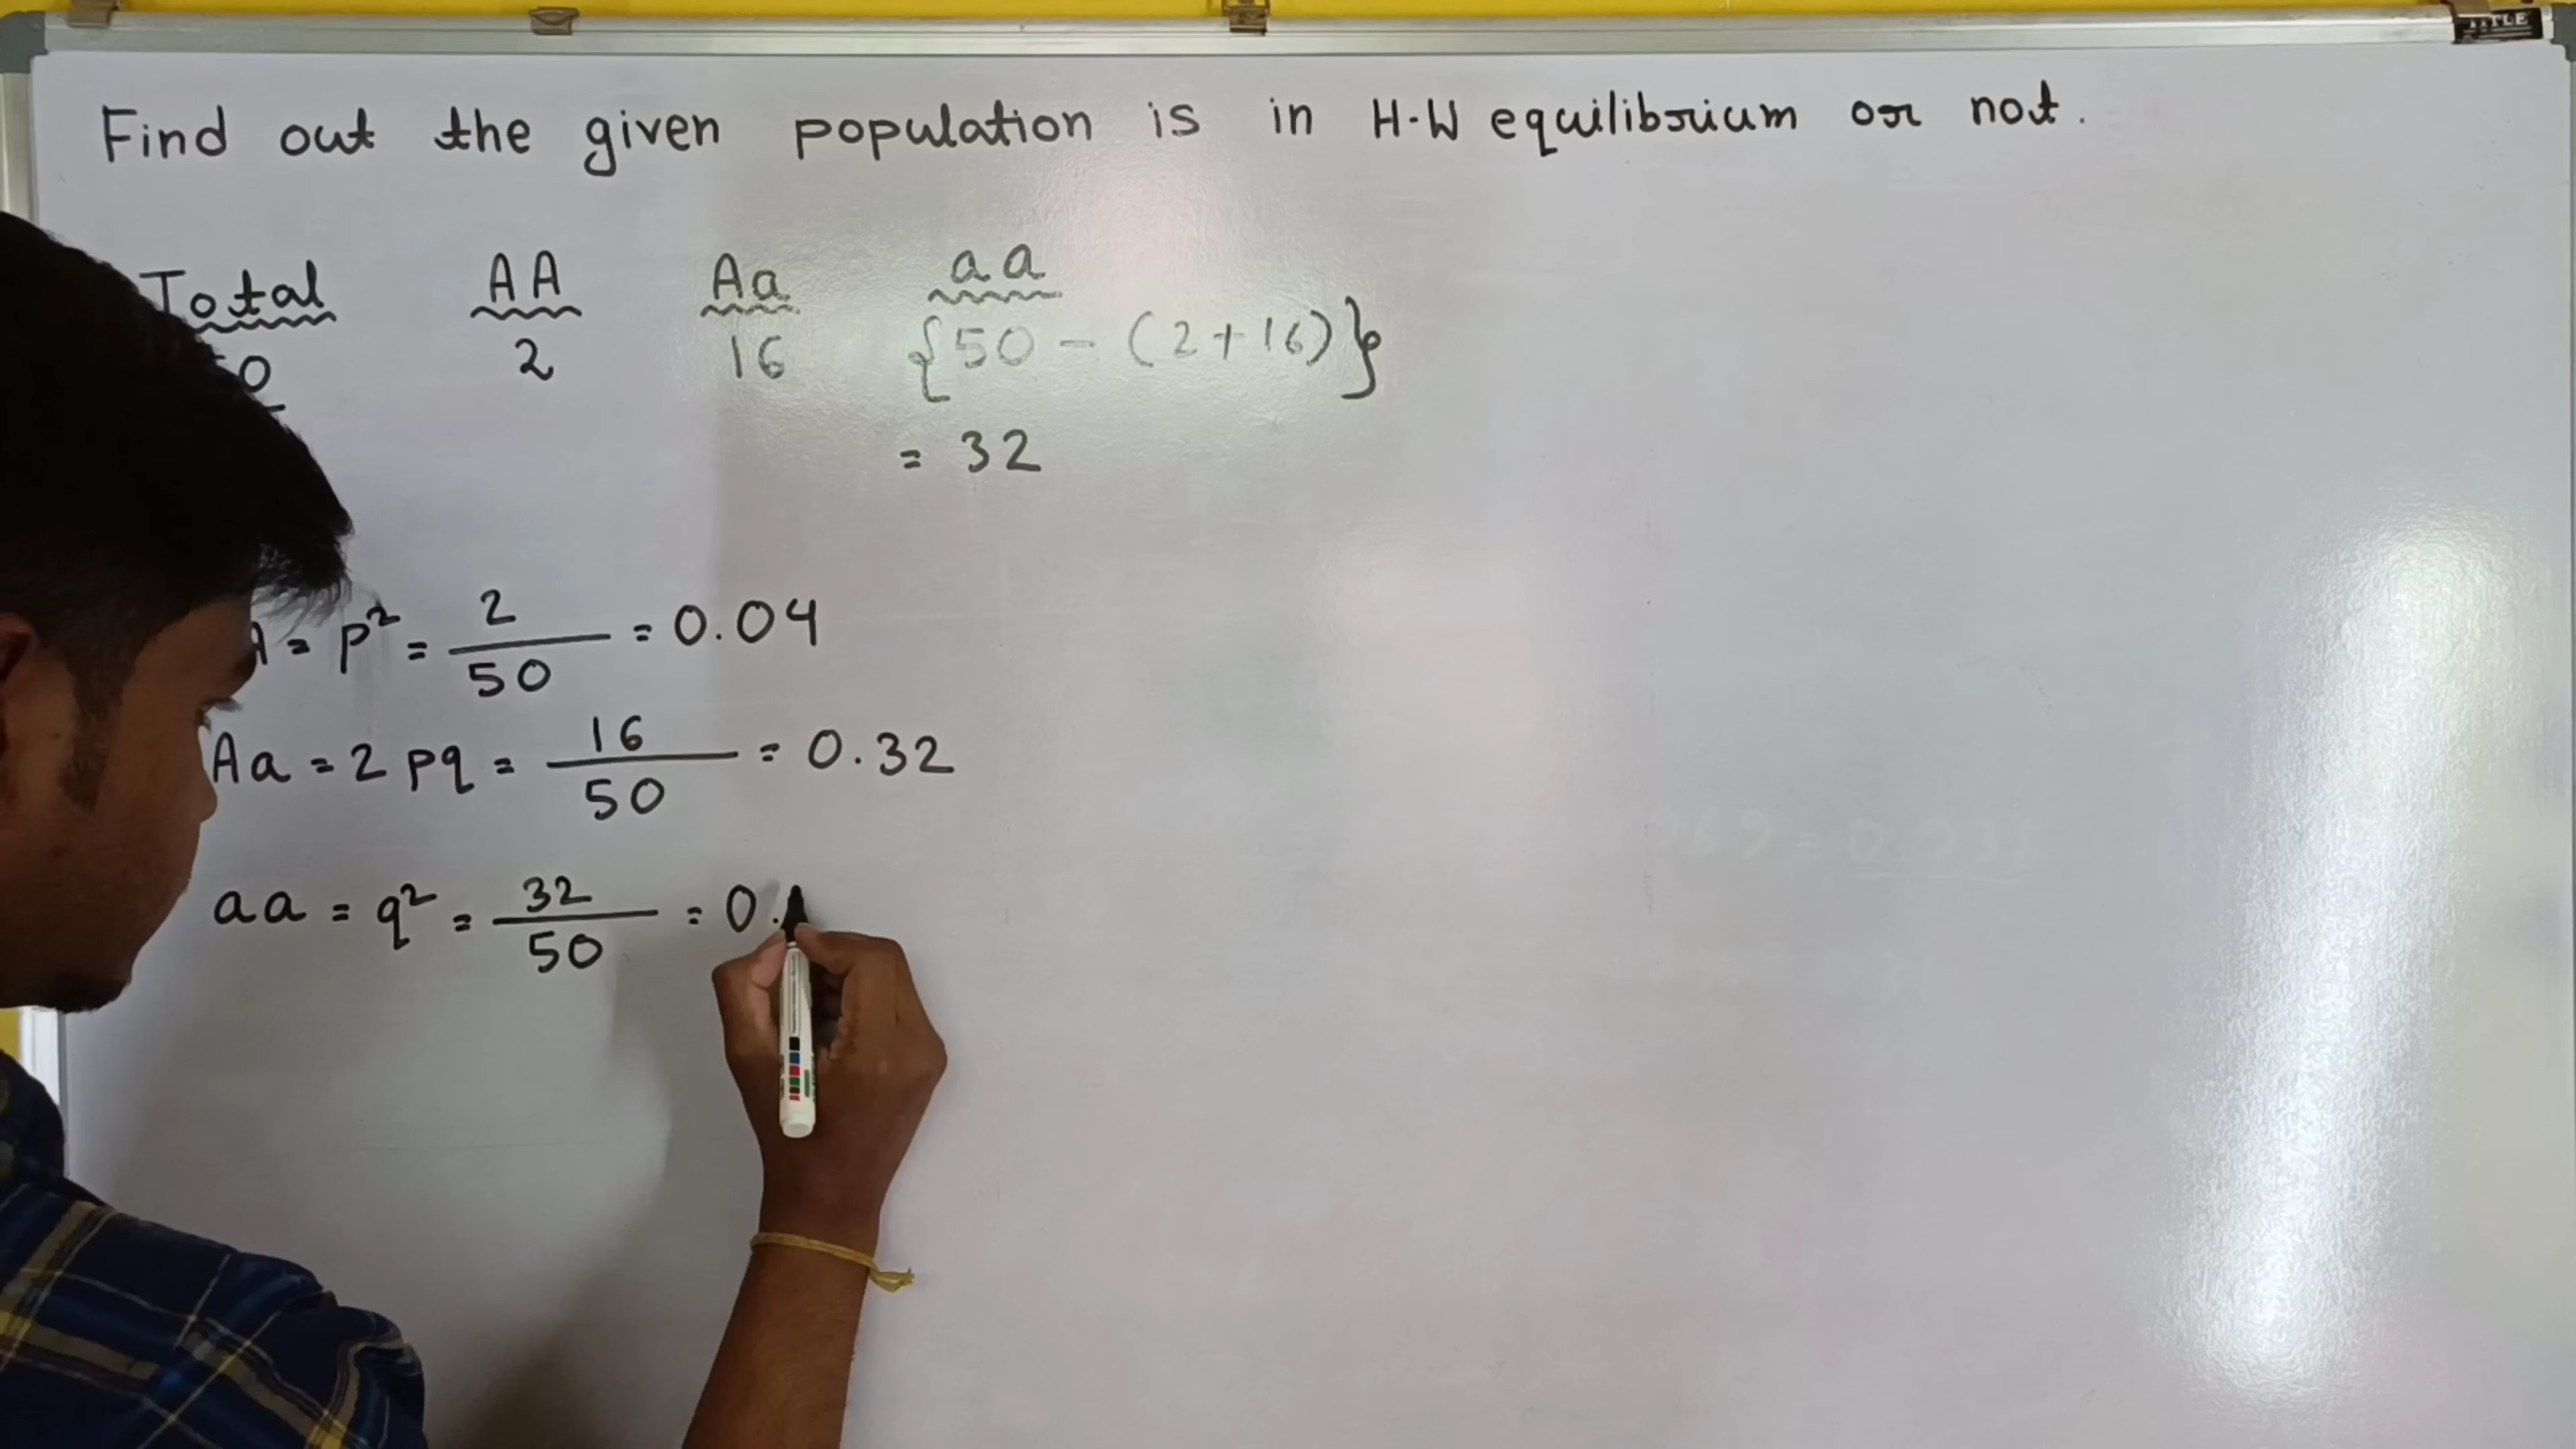 Find out the given population is in H-W equilibrium or not.
Total AA Aa aa
0 2 16 {50 - (2+16)}
= 32
A = p² = 2/50 = 0.04
Aa = 2pq = 16/50 = 0.32
aa = q² = 32/50 = 0.